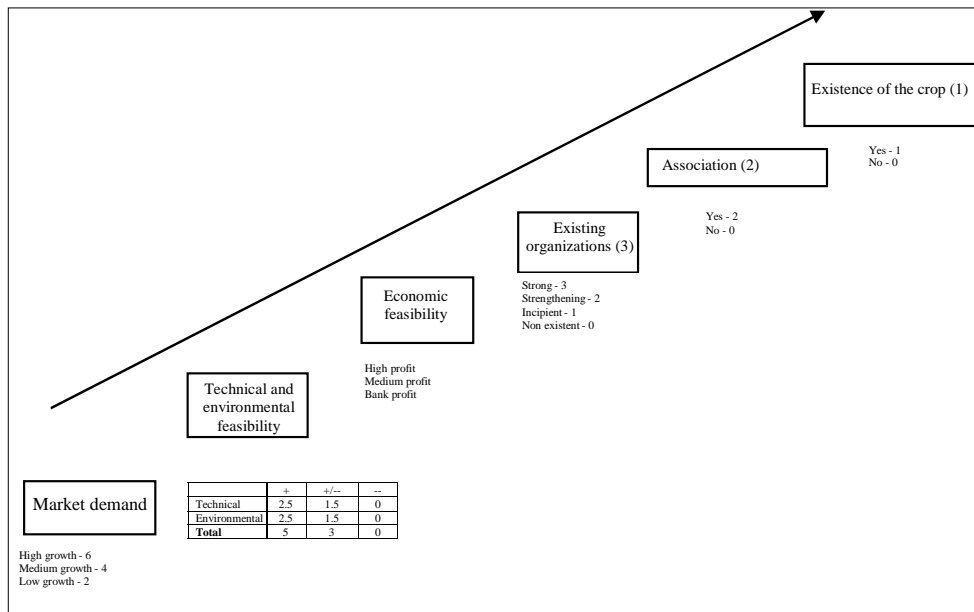 Existence of the crop (1)
Yes - 1
No - 0
Association (2)
Yes - 2
No - 0
Existing
organizations (3)
Strong - 3
Strengthening - 2
Incipient - 1
Non existent - 0
Economic
feasibility
High profit
Medium profit
Bank profit
Technical and
environmental
feasibility
+ +/-- --
Technical 2.5 1.5 0
Environmental 2.5 1.5 0
Total 5 3 0
Market demand
High growth - 6
Medium growth - 4
Low growth - 2